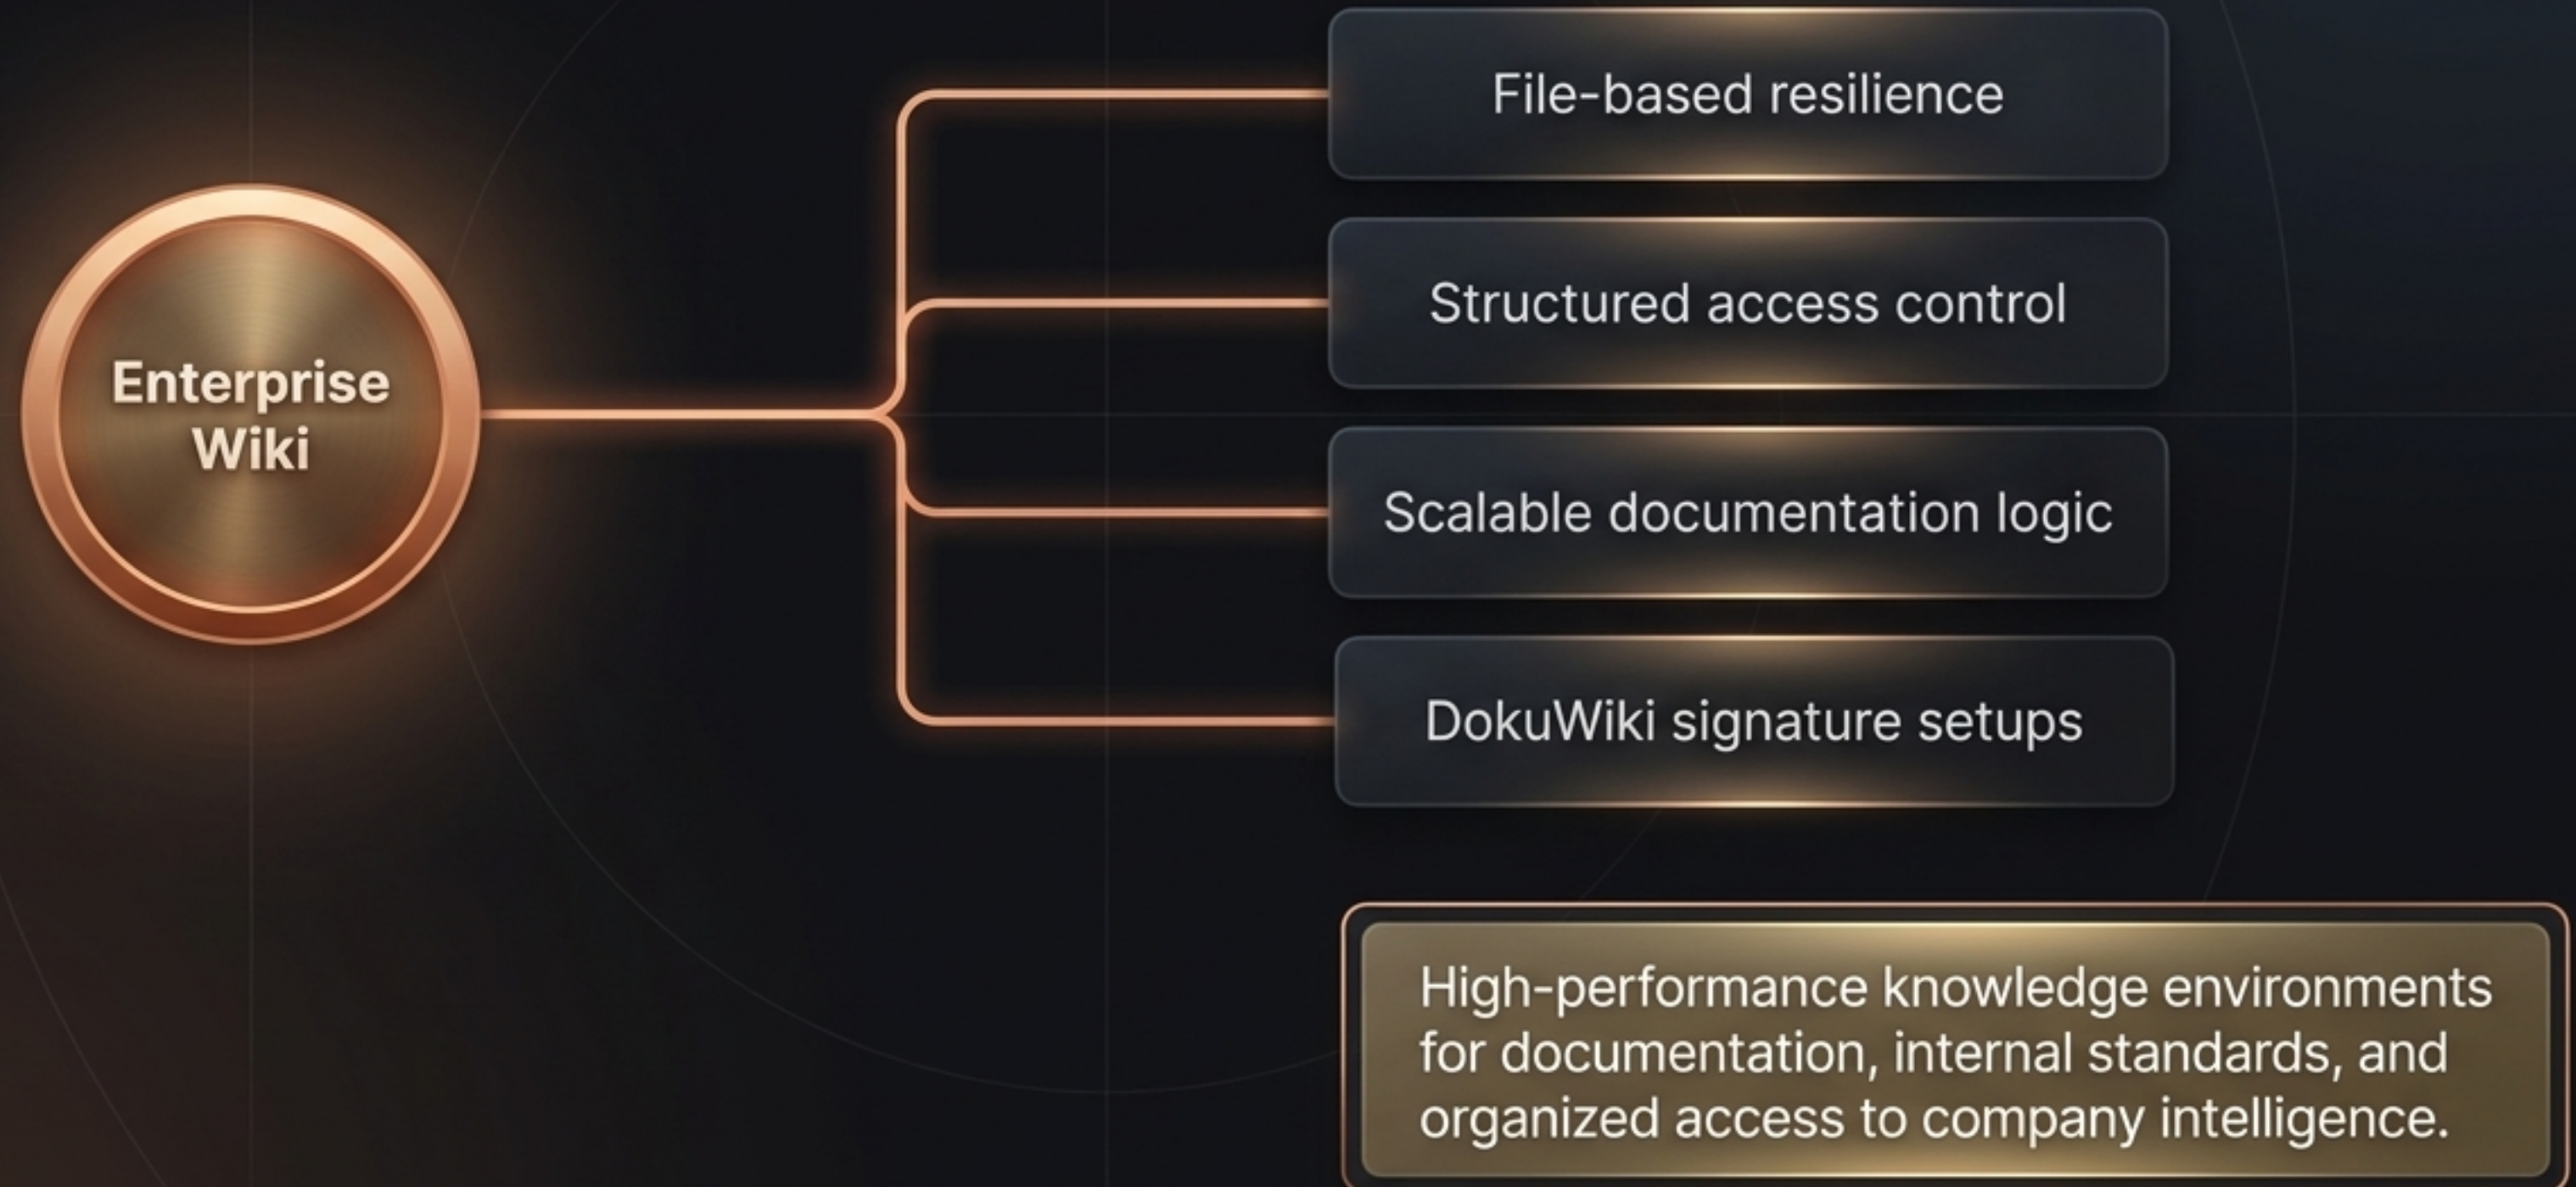 Enterprise
Wiki
File-based resilience
Structured access control
Scalable documentation logic
DokuWiki signature setups
High-performance knowledge environments
for documentation, internal standards, and
organized access to company intelligence.